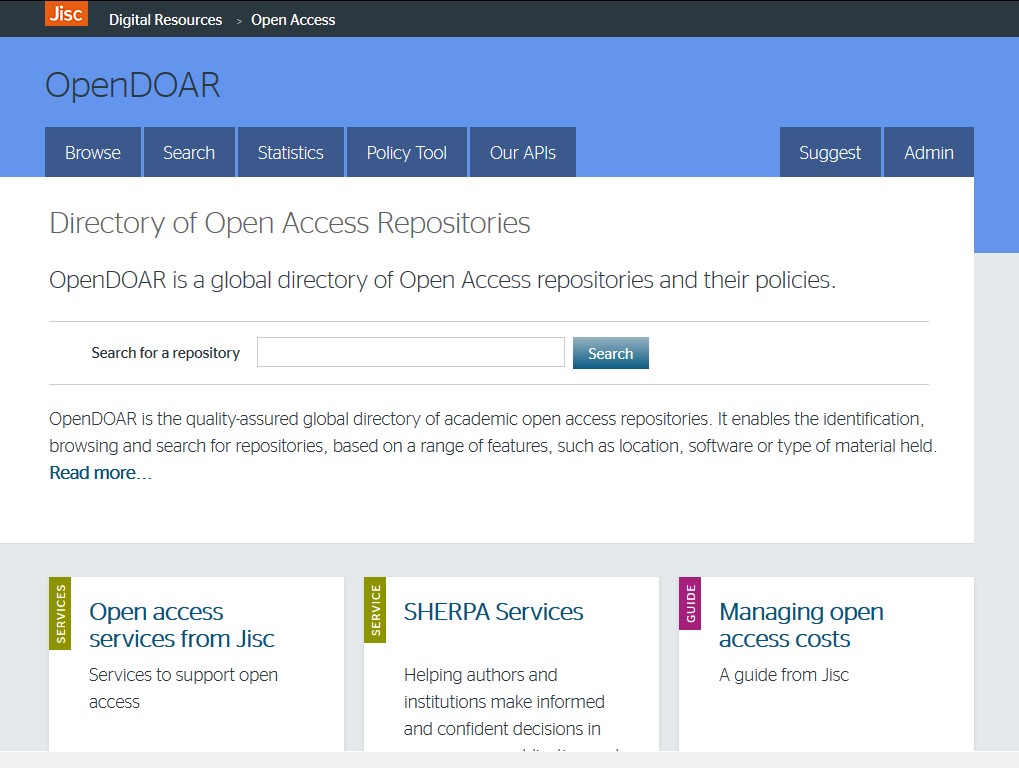 Jisc Digital Resources > Open Access
OpenDOAR
Browse Search Statistics Policy Tool Our APIs Suggest Admin
Directory of Open Access Repositories
OpenDOAR is a global directory of Open Access repositories and their policies.
Search for a repository Search
OpenDOAR is the quality-assured global directory of academic open access repositories. It enables the identification,
browsing and search for repositories, based on a range of features, such as location, software or type of material held.
Read more...
SERVICES
Open access
services from Jisc
Services to support open
access
SERVICE
SHERPA Services
Helping authors and
institutions make informed
and confident decisions in
GUIDE
Managing open
access costs
A guide from Jisc